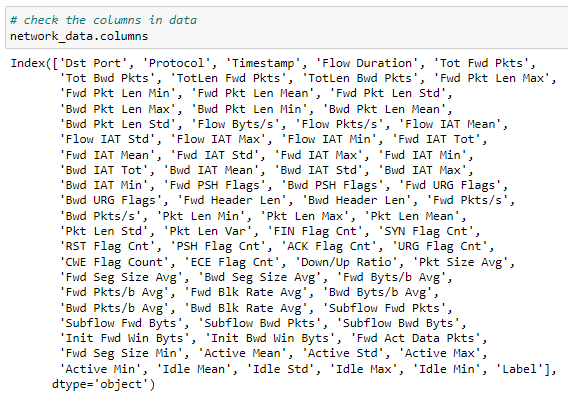 # check the columns in data
network_data.columns
Index(['Dst Port', 'Protocol', 'Timestamp', 'Flow Duration', 'Tot Fwd Pkts',
'Tot Bwd Pkts', 'TotLen Fwd Pkts', 'TotLen Bwd Pkts', 'Fwd Pkt Len Max',
'Fwd Pkt Len Min', 'Fwd Pkt Len Mean', 'Fwd Pkt Len Std',
'Bwd Pkt Len Max', 'Bwd Pkt Len Min', 'Bwd Pkt Len Mean',
'Bwd Pkt Len Std', 'Flow Byts/s', 'Flow Pkts/s', 'Flow IAT Mean',
'Flow IAT Std', 'Flow IAT Max', 'Flow IAT Min', 'Fwd IAT Tot',
'Fwd IAT Mean', 'Fwd IAT Std', 'Fwd IAT Max', 'Fwd IAT Min',
'Bwd IAT Tot', 'Bwd IAT Mean', 'Bwd IAT Std', 'Bwd IAT Max',
'Bwd IAT Min', 'Fwd PSH Flags', 'Bwd PSH Flags', 'Fwd URG Flags',
'Bwd URG Flags', 'Fwd Header Len', 'Bwd Header Len', 'Fwd Pkts/s',
'Bwd Pkts/s', 'Pkt Len Min', 'Pkt Len Max', 'Pkt Len Mean',
'Pkt Len Std', 'Pkt Len Var', 'FIN Flag Cnt', 'SYN Flag Cnt',
'RST Flag Cnt', 'PSH Flag Cnt', 'ACK Flag Cnt', 'URG Flag Cnt',
'CWE Flag Count', 'ECE Flag Cnt', 'Down/Up Ratio', 'Pkt Size Avg',
'Fwd Seg Size Avg', 'Bwd Seg Size Avg', 'Fwd Byts/b Avg',
'Fwd Pkts/b Avg', 'Fwd Blk Rate Avg', 'Bwd Byts/b Avg',
'Bwd Pkts/b Avg', 'Bwd Blk Rate Avg', 'Subflow Fwd Pkts',
'Subflow Fwd Byts', 'Subflow Bwd Pkts', 'Subflow Bwd Byts',
'Init Fwd Win Byts', 'Init Bwd Win Byts', 'Fwd Act Data Pkts',
'Fwd Seg Size Min', 'Active Mean', 'Active Std', 'Active Max',
'Active Min', 'Idle Mean', 'Idle Std', 'Idle Max', 'Idle Min', 'Label'],
dtype='object')